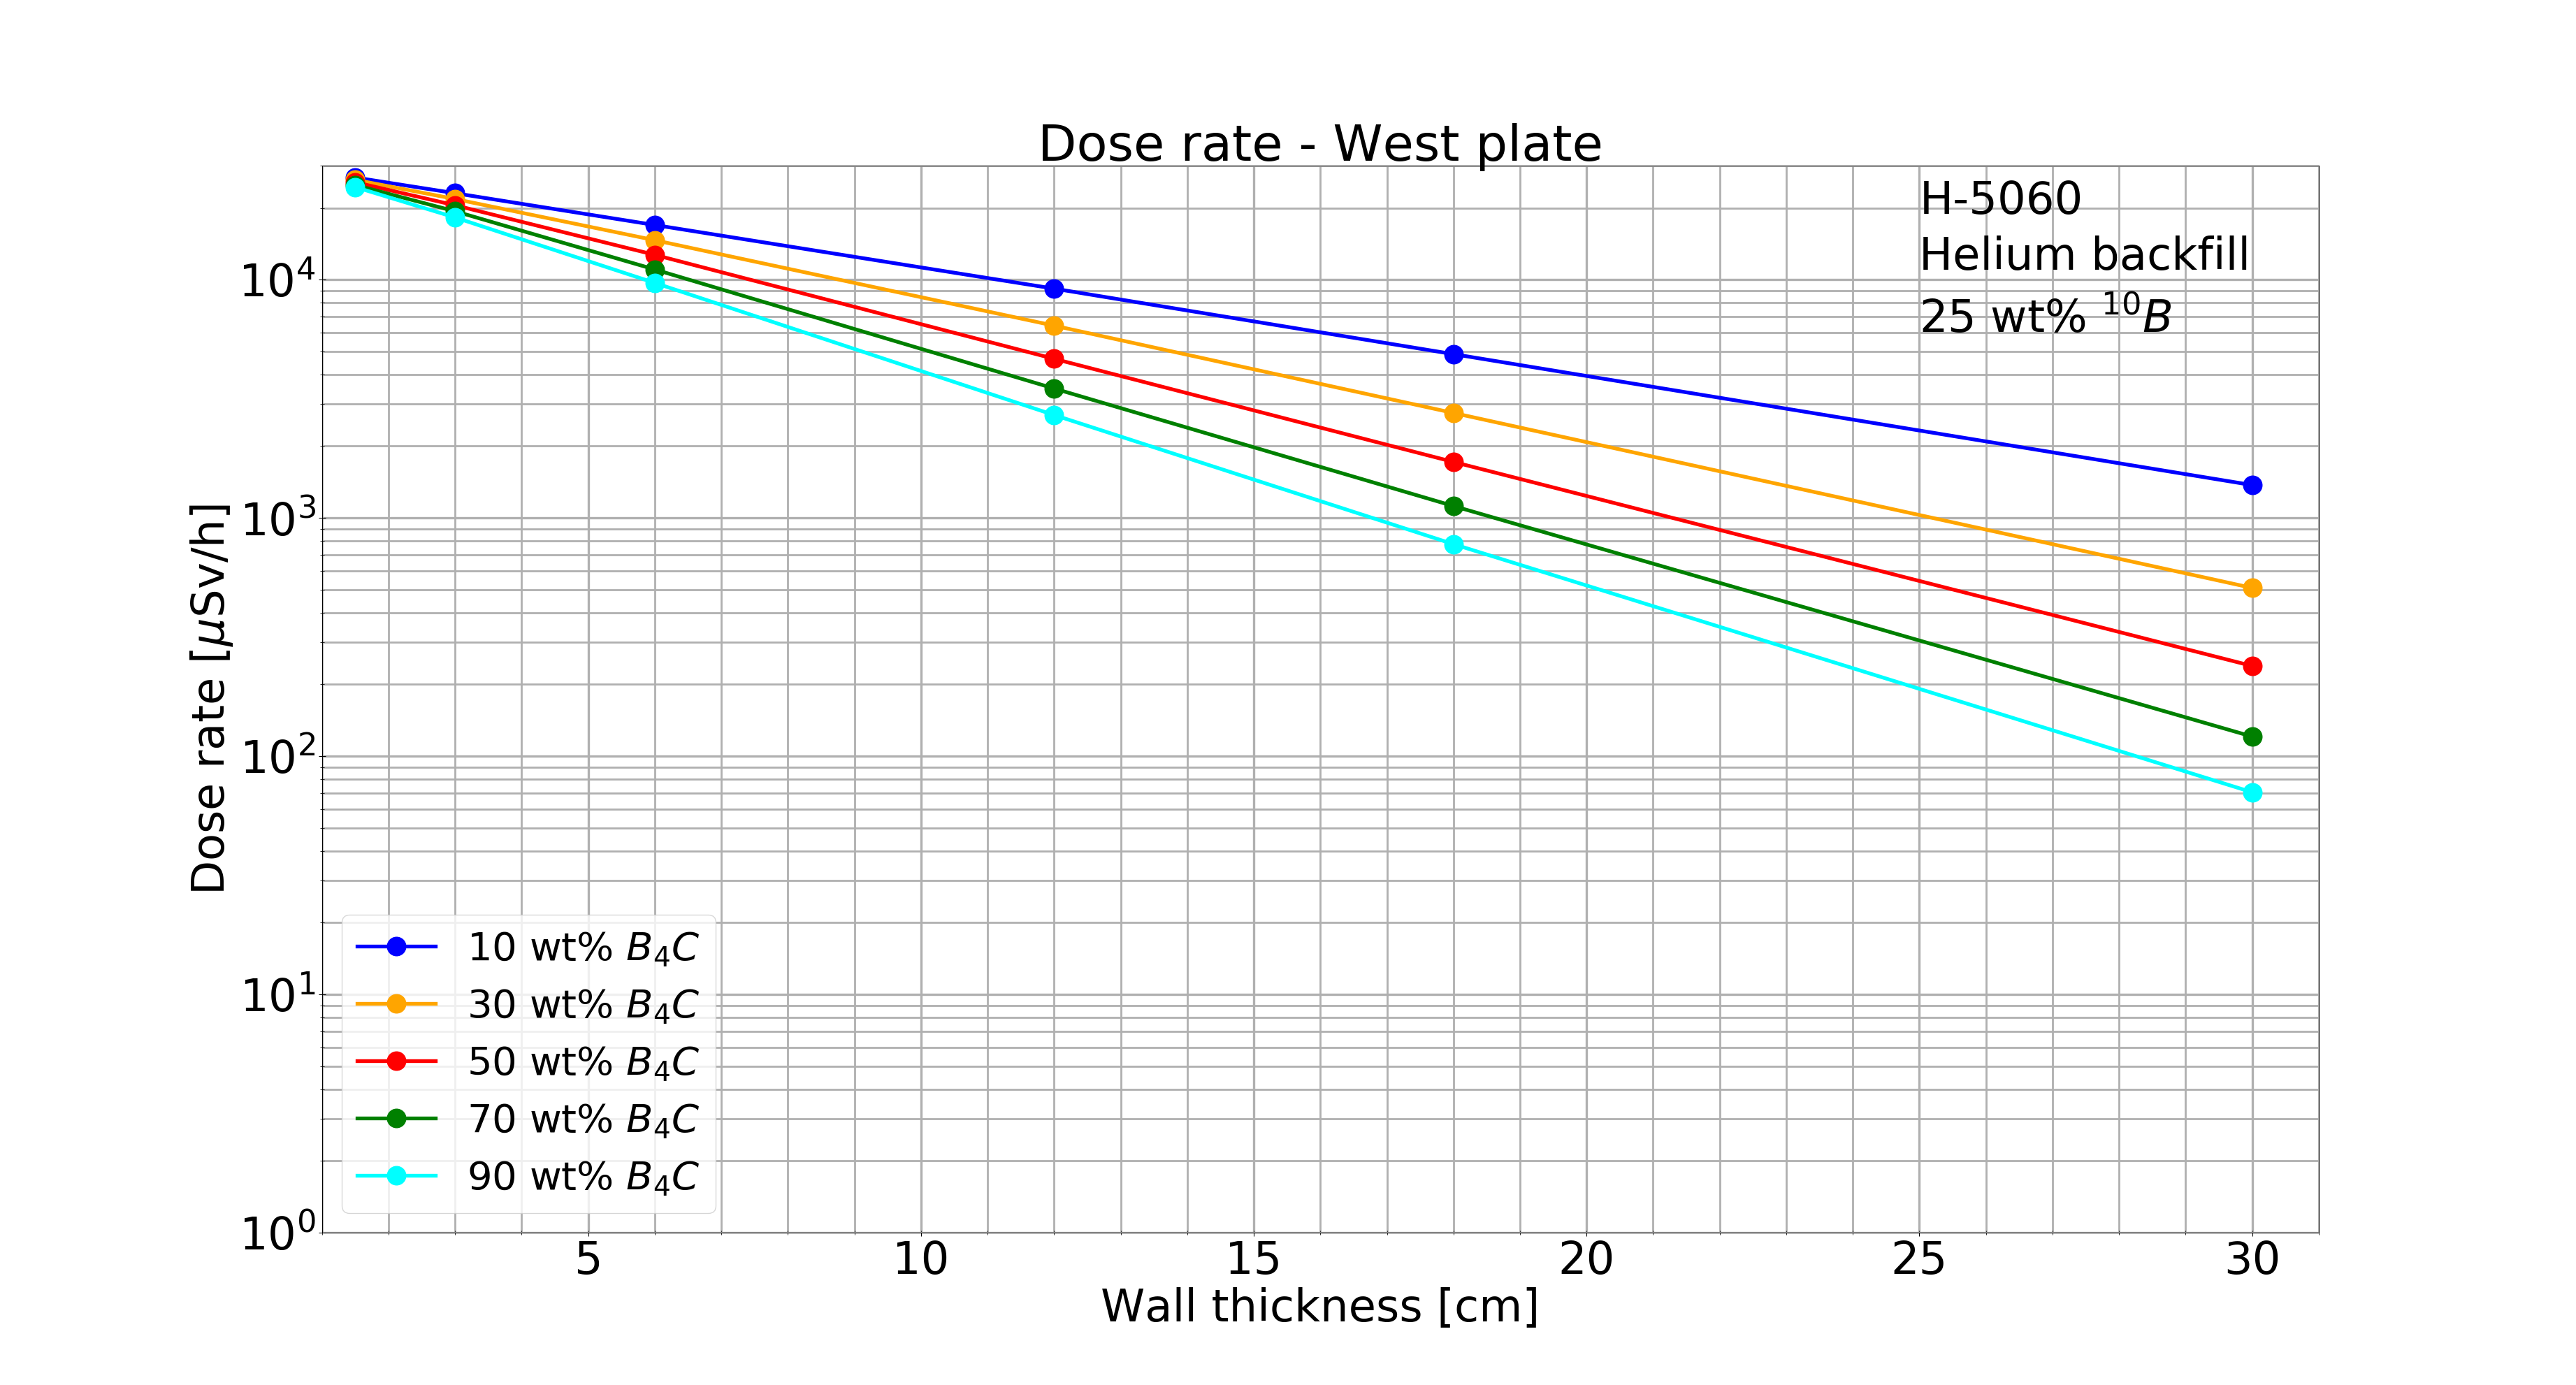 Dose rate - West plate
H-5060
Helium backfill
25 wt% ¹⁰B
Dose rate [μSv/h]
10⁴
10³
10²
10¹
10⁰
10 wt% B₄C
30 wt% B₄C
50 wt% B₄C
70 wt% B₄C
90 wt% B₄C
5 10 15 20 25 30
Wall thickness [cm]